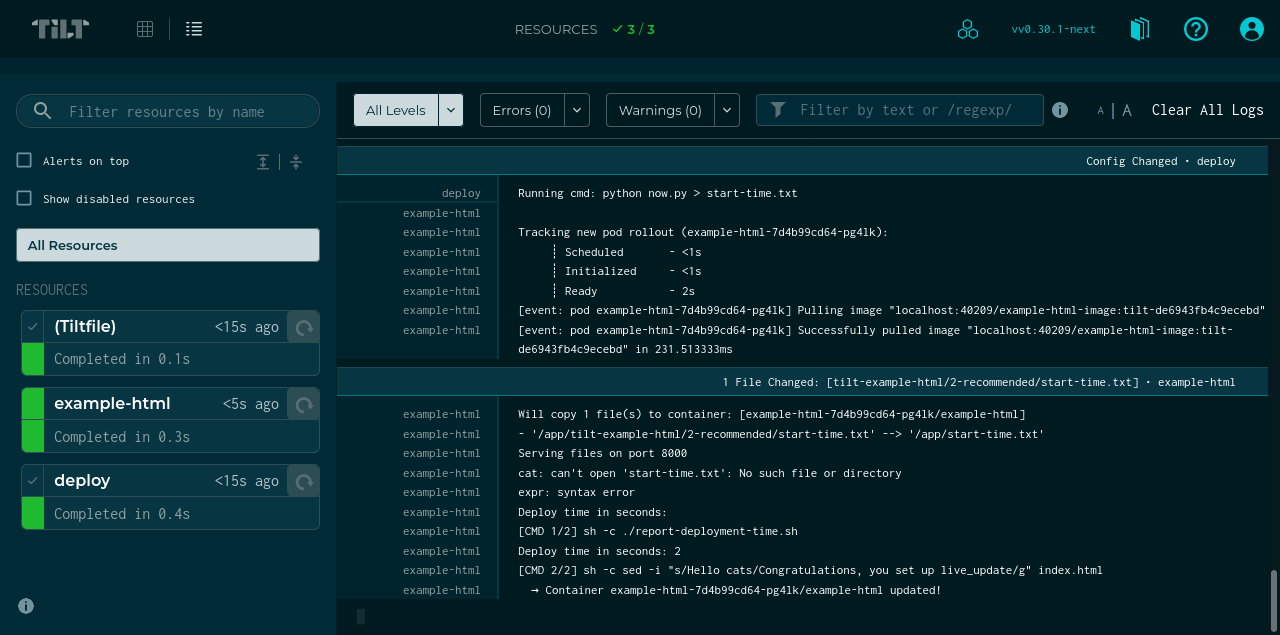 TILT
RESOURCES ✓ 3 / 3
vv0.30.1-next
Filter resources by name
Alerts on top
Show disabled resources
All Resources
RESOURCES
(Tiltfile) <15s ago
Completed in 0.1s
example-html <5s ago
Completed in 0.3s
deploy <15s ago
Completed in 0.4s
All Levels
Errors (0)
Warnings (0)
Filter by text or /regexp/
A | A
Clear All Logs
Config Changed • deploy
deploy Running cmd: python now.py > start-time.txt
example-html
example-html Tracking new pod rollout (example-html-7d4b99cd64-pg4lk):
example-html ┊ Scheduled - <1s
example-html ┊ Initialized - <1s
example-html ┊ Ready - 2s
example-html [event: pod example-html-7d4b99cd64-pg4lk] Pulling image "localhost:40209/example-html-image:tilt-de6943fb4c9ecebd"
example-html [event: pod example-html-7d4b99cd64-pg4lk] Successfully pulled image "localhost:40209/example-html-image:tilt-
de6943fb4c9ecebd" in 231.513333ms
1 File Changed: [tilt-example-html/2-recommended/start-time.txt] • example-html
example-html Will copy 1 file(s) to container: [example-html-7d4b99cd64-pg4lk/example-html]
example-html - '/app/tilt-example-html/2-recommended/start-time.txt' --> '/app/start-time.txt'
example-html Serving files on port 8000
example-html cat: can't open 'start-time.txt': No such file or directory
example-html expr: syntax error
example-html Deploy time in seconds:
example-html [CMD 1/2] sh -c ./report-deployment-time.sh
example-html Deploy time in seconds: 2
example-html [CMD 2/2] sh -c sed -i "s/Hello cats/Congratulations, you set up live_update/g" index.html
example-html → Container example-html-7d4b99cd64-pg4lk/example-html updated!